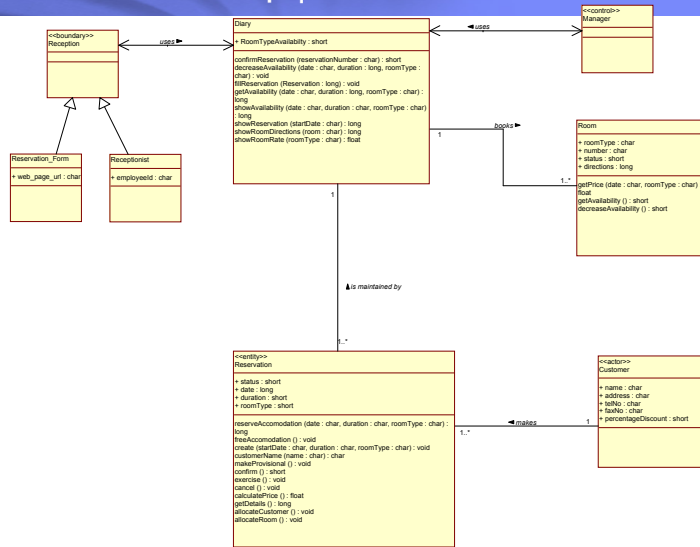 <<boundary>>
Reception
uses ►
Diary
+ RoomTypeAvailabilty : short
confirmReservation (reservationNumber : char) : short
decreaseAvailability (date : char, duration : long, roomType :
char) : void
fillReservation (Reservation : long) : void
getAvailability (date : char, duration : long, roomType : char) :
long
showAvailability (date : char, duration : char, roomType : char)
: long
showReservation (startDate : char) : long
showRoomDirections (room : char) : long
showRoomRate (roomType : char) : float
◄ uses
<<control>>
Manager
Reservation_Form
+ web_page_url : char
Receptionist
+ employeeId : char
1
books ►
1..*
Room
+ roomType : char
+ number : char
+ status : short
+ directions : long
getPrice (date : char, roomType : char)
float
getAvailability () : short
decreaseAvailability () : short
1
▲ is maintained by
1..*
<<entity>>
Reservation
+ status : short
+ date : long
+ duration : short
+ roomType : short
reserveAccomodation (date : char, duration : char, roomType : char) :
long
freeAccomodation () : void
create (startDate : char, duration : char, roomType : char) : void
customerName (name : char) : char
makeProvisional () : void
confirm () : short
exercise () : void
cancel () : void
calculatePrice () : float
getDetails () : long
allocateCustomer () : void
allocateRoom () : void
1..*
◄ makes
1
<<actor>>
Customer
+ name : char
+ address : char
+ telNo : char
+ faxNo : char
+ percentageDiscount : short